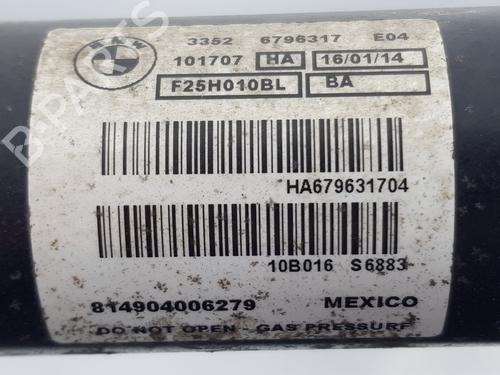 BMW
3352 6796317 E04
101707 HA 16/01/14
F25H010BL BA
HA679631704
10B016 S6883
814904006279 MEXICO
DO NOT OPEN - GAS PRESSURE
B-PARTS